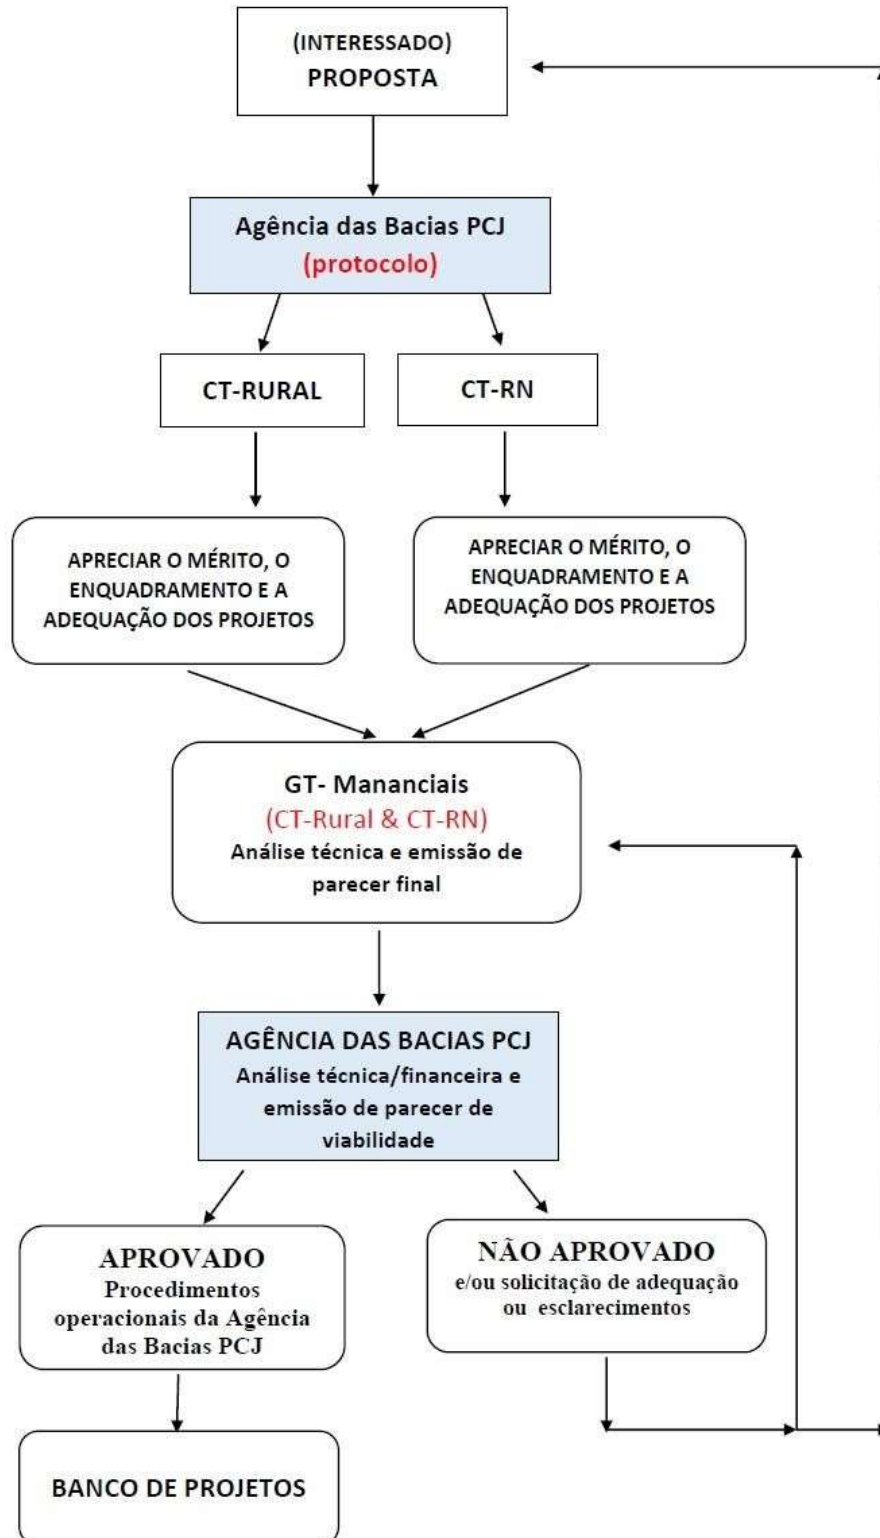 (INTERESSADO)
PROPOSTA
Agência das Bacias PCJ
(protocolo)
CT-RURAL
CT-RN
APRECIAR O MÉRITO, O
ENQUADRAMENTO E A
ADEQUAÇÃO DOS PROJETOS
APRECIAR O MÉRITO, O
ENQUADRAMENTO E A
ADEQUAÇÃO DOS PROJETOS
GT- Mananciais
(CT-Rural & CT-RN)
Análise técnica e emissão de
parecer final
AGÊNCIA DAS BACIAS PCJ
Análise técnica/financeira e
emissão de parecer de
viabilidade
APROVADO
Procedimentos
operacionais da Agência
das Bacias PCJ
NÃO APROVADO
e/ou solicitação de adequação
ou esclarecimentos
BANCO DE PROJETOS